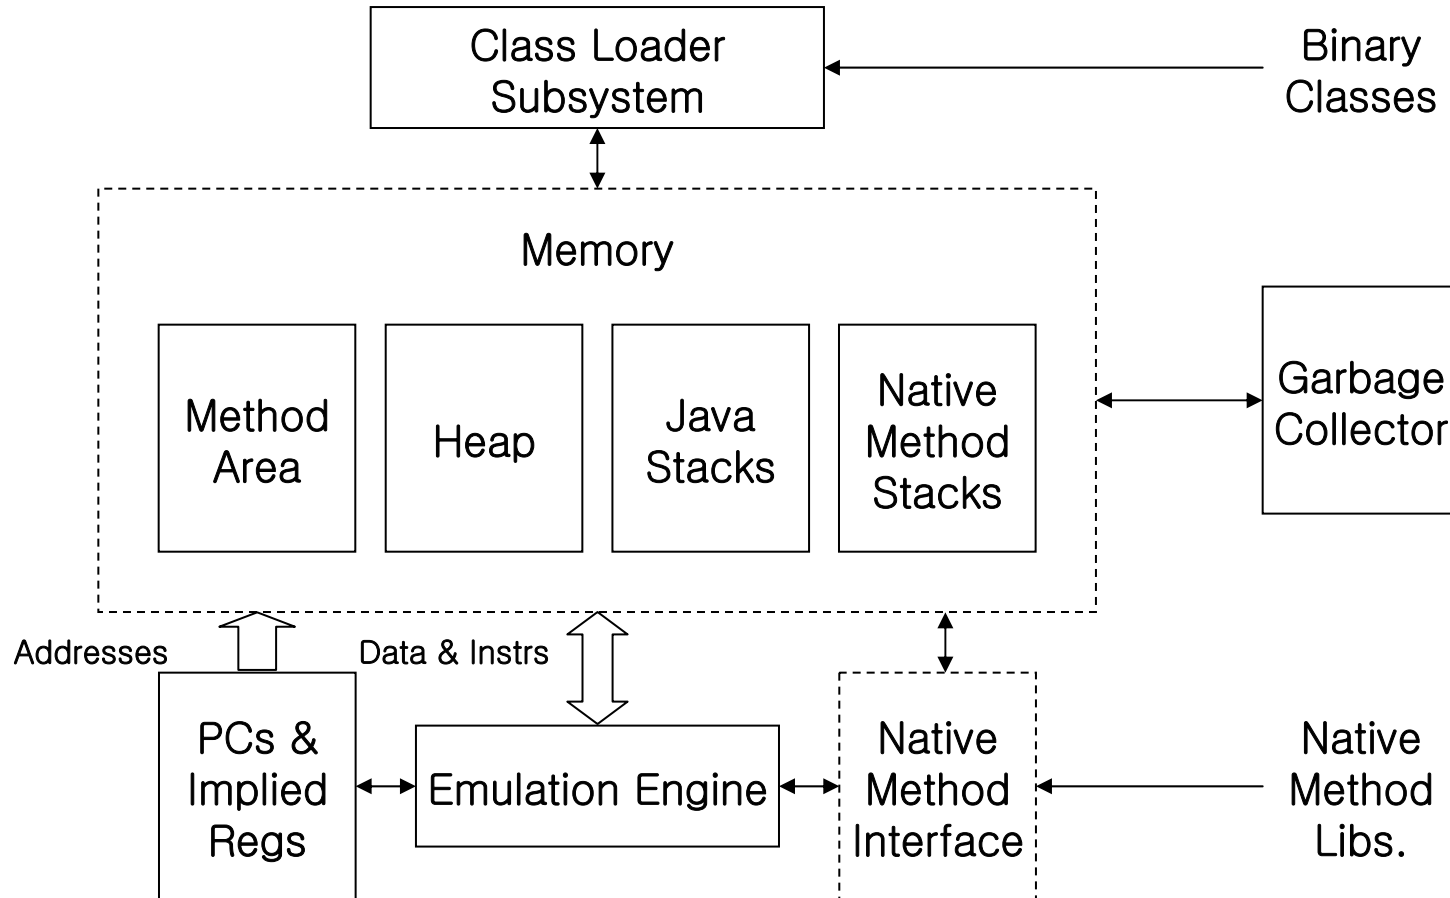 Class Loader
Subsystem
Binary
Classes
Memory
Method
Area
Heap
Java
Stacks
Native
Method
Stacks
Garbage
Collector
Addresses
Data & Instrs
PCs &
Implied
Regs
Emulation Engine
Native
Method
Interface
Native
Method
Libs.